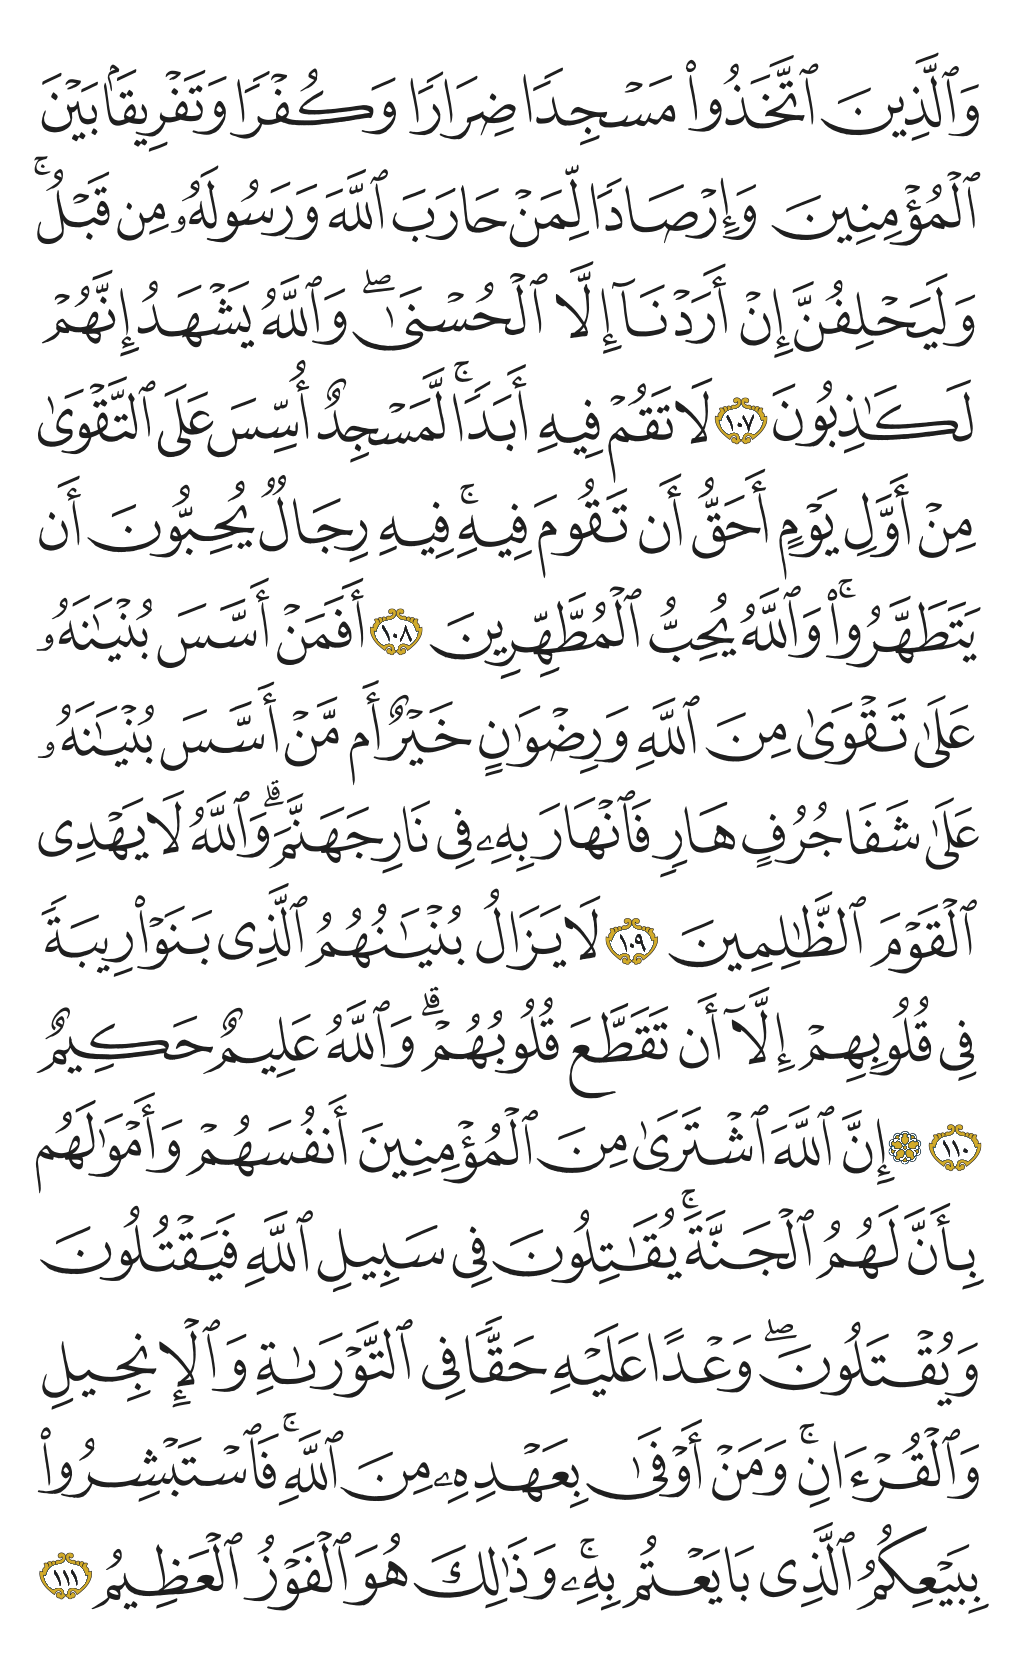 وَٱلَّذِينَ ٱتَّخَذُوا۟ مَسْجِدًا ضِرَارًا وَكُفْرًا وَتَفْرِيقًۢا بَيْنَ
ٱلْمُؤْمِنِينَ وَإِرْصَادًا لِّمَنْ حَارَبَ ٱللَّهَ وَرَسُولَهُۥ مِن قَبْلُ ۚ
وَلَيَحْلِفُنَّ إِنْ أَرَدْنَآ إِلَّا ٱلْحُسْنَىٰ ۖ وَٱللَّهُ يَشْهَدُ إِنَّهُمْ
لَكَـٰذِبُونَ ١٠٧ لَا تَقُمْ فِيهِ أَبَدًا ۚ لَّمَسْجِدٌ أُسِّسَ عَلَى ٱلتَّقْوَىٰ
مِنْ أَوَّلِ يَوْمٍ أَحَقُّ أَن تَقُومَ فِيهِ ۚ فِيهِ رِجَالٌ يُحِبُّونَ أَن
يَتَطَهَّرُوا۟ ۚ وَٱللَّهُ يُحِبُّ ٱلْمُطَّهِّرِينَ ١٠٨ أَفَمَنْ أَسَّسَ بُنْيَـٰنَهُۥ
عَلَىٰ تَقْوَىٰ مِنَ ٱللَّهِ وَرِضْوَٰنٍ خَيْرٌ أَم مَّنْ أَسَّسَ بُنْيَـٰنَهُۥ
عَلَىٰ شَفَا جُرُفٍ هَارٍ فَٱنْهَارَ بِهِۦ فِى نَارِ جَهَنَّمَ ۗ وَٱللَّهُ لَا يَهْدِى
ٱلْقَوْمَ ٱلظَّـٰلِمِينَ ١٠٩ لَا يَزَالُ بُنْيَـٰنُهُمُ ٱلَّذِى بَنَوْا۟ رِيبَةً
فِى قُلُوبِهِمْ إِلَّآ أَن تَقَطَّعَ قُلُوبُهُمْ ۗ وَٱللَّهُ عَلِيمٌ حَكِيمٌ
١١٠ ۞ إِنَّ ٱللَّهَ ٱشْتَرَىٰ مِنَ ٱلْمُؤْمِنِينَ أَنفُسَهُمْ وَأَمْوَٰلَهُم
بِأَنَّ لَهُمُ ٱلْجَنَّةَ ۚ يُقَـٰتِلُونَ فِى سَبِيلِ ٱللَّهِ فَيَقْتُلُونَ
وَيُقْتَلُونَ ۖ وَعْدًا عَلَيْهِ حَقًّا فِى ٱلتَّوْرَىٰةِ وَٱلْإِنجِيلِ
وَٱلْقُرْءَانِ ۚ وَمَنْ أَوْفَىٰ بِعَهْدِهِۦ مِنَ ٱللَّهِ ۚ فَٱسْتَبْشِرُوا۟
بِبَيْعِكُمُ ٱلَّذِى بَايَعْتُم بِهِۦ ۚ وَذَٰلِكَ هُوَ ٱلْفَوْزُ ٱلْعَظِيمُ ١١١